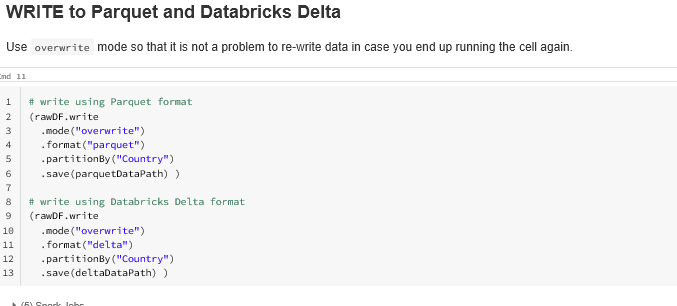 WRITE to Parquet and Databricks Delta
Use overwrite mode so that it is not a problem to re-write data in case you end up running the cell again.
md 11
1 # write using Parquet format
2 (rawDF.write
3 .mode("overwrite")
4 .format("parquet")
5 .partitionBy("Country")
6 .save(parquetDataPath) )
7
8 # write using Databricks Delta format
9 (rawDF.write
10 .mode("overwrite")
11 .format("delta")
12 .partitionBy("Country")
13 .save(deltaDataPath) )
(5) Spark Jobs